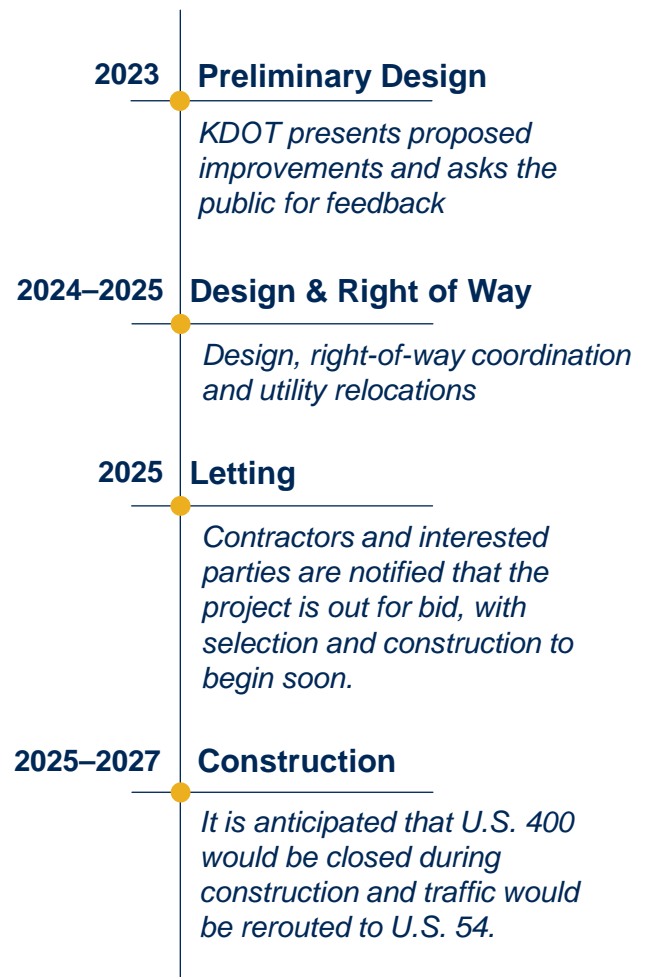 2023 Preliminary Design
KDOT presents proposed
improvements and asks the
public for feedback
2024–2025 Design & Right of Way
Design, right-of-way coordination
and utility relocations
2025 Letting
Contractors and interested
parties are notified that the
project is out for bid, with
selection and construction to
begin soon.
2025–2027 Construction
It is anticipated that U.S. 400
would be closed during
construction and traffic would
be rerouted to U.S. 54.